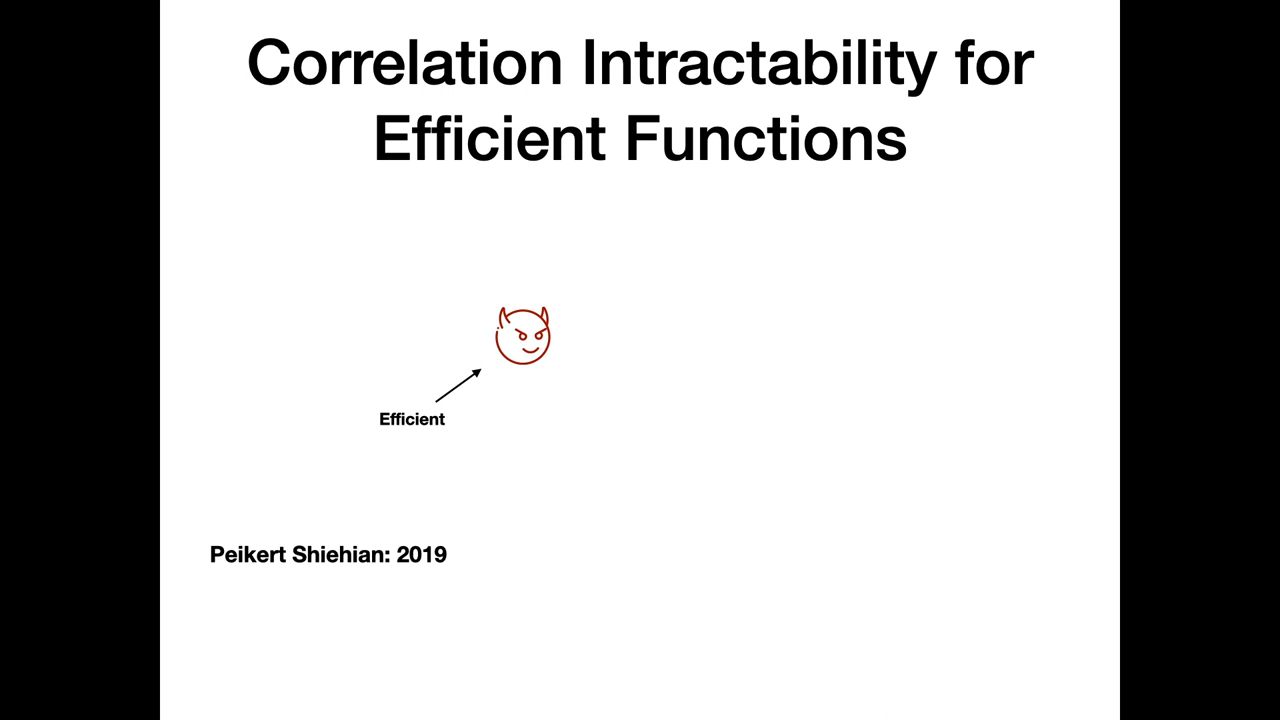 Correlation Intractability for
Efficient Functions
Efficient
Peikert Shiehian: 2019